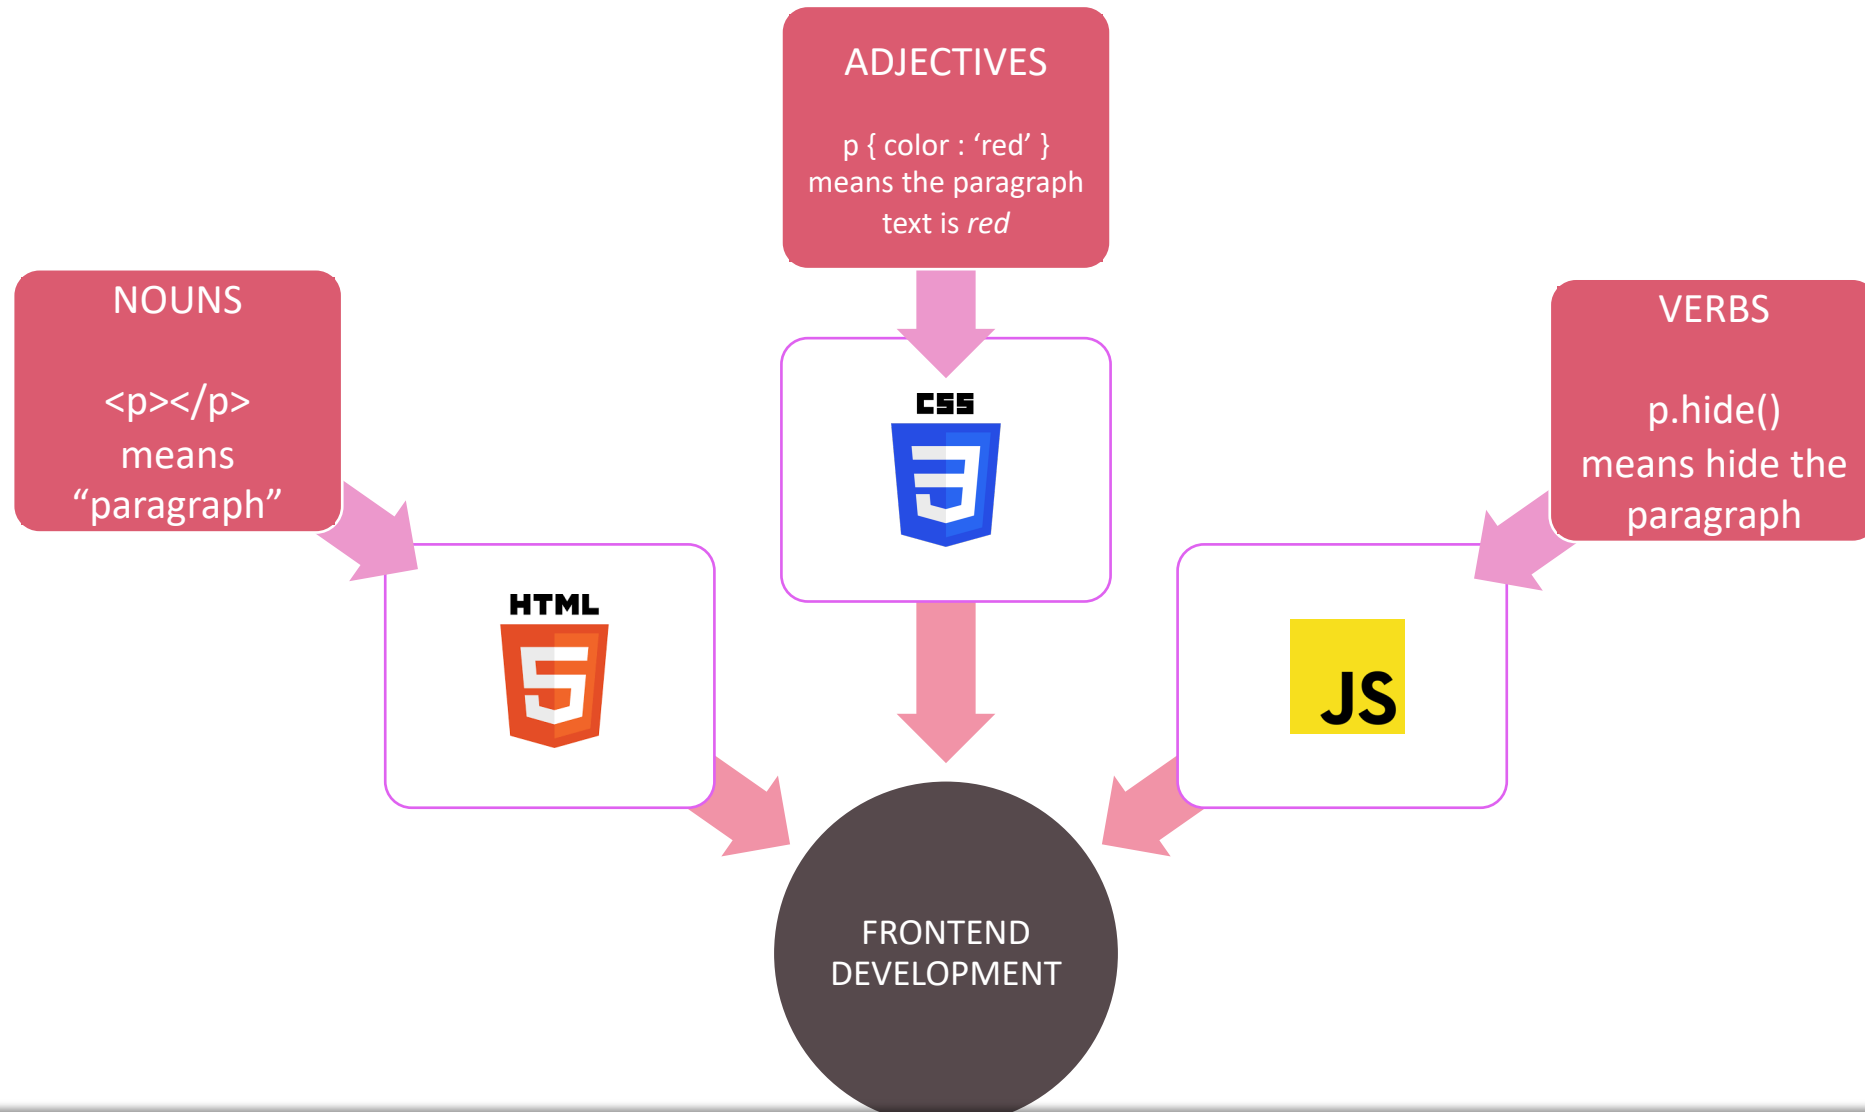 ADJECTIVES
p { color : ‘red’ }
means the paragraph
text is red
NOUNS
<p></p>
means
“paragraph”
VERBS
p.hide()
means hide the
paragraph
CSS
HTML
JS
FRONTEND
DEVELOPMENT